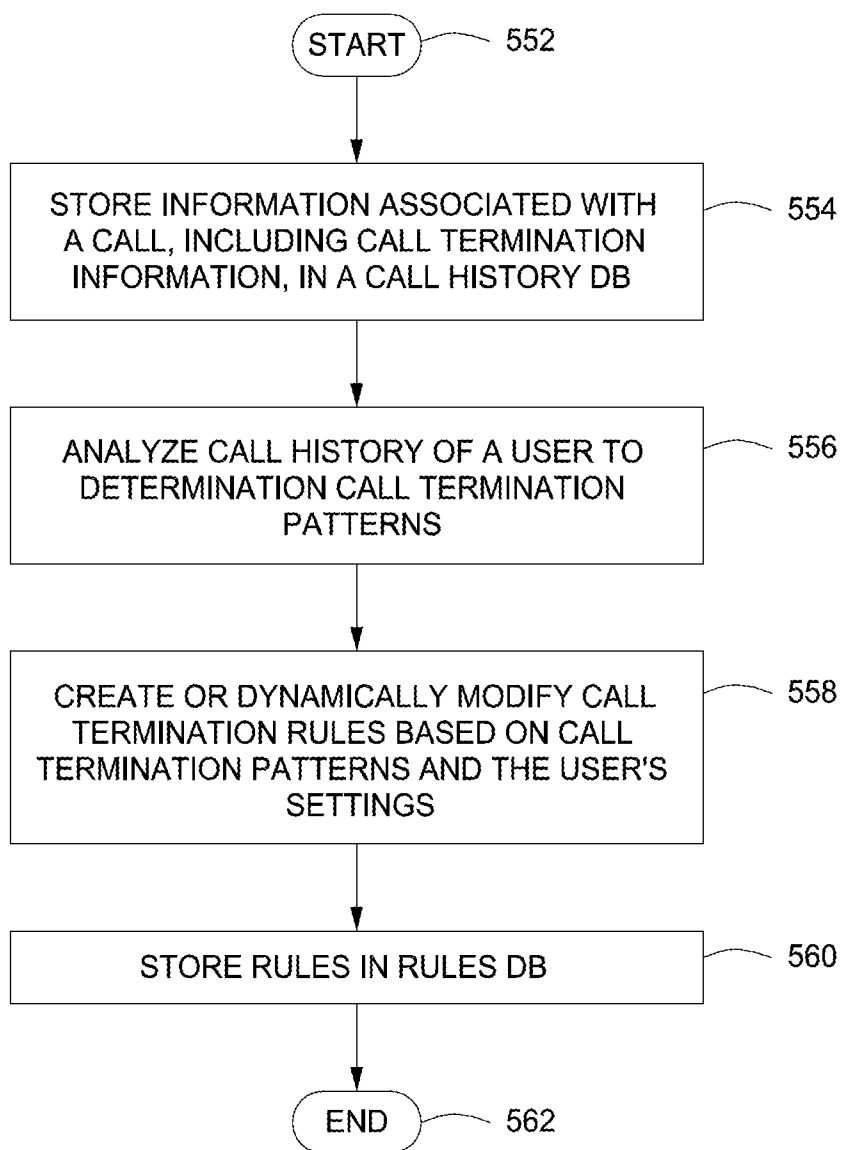 START
552
STORE INFORMATION ASSOCIATED WITH
A CALL, INCLUDING CALL TERMINATION
INFORMATION, IN A CALL HISTORY DB
554
ANALYZE CALL HISTORY OF A USER TO
DETERMINATION CALL TERMINATION
PATTERNS
556
CREATE OR DYNAMICALLY MODIFY CALL
TERMINATION RULES BASED ON CALL
TERMINATION PATTERNS AND THE USER'S
SETTINGS
558
STORE RULES IN RULES DB
560
END
562